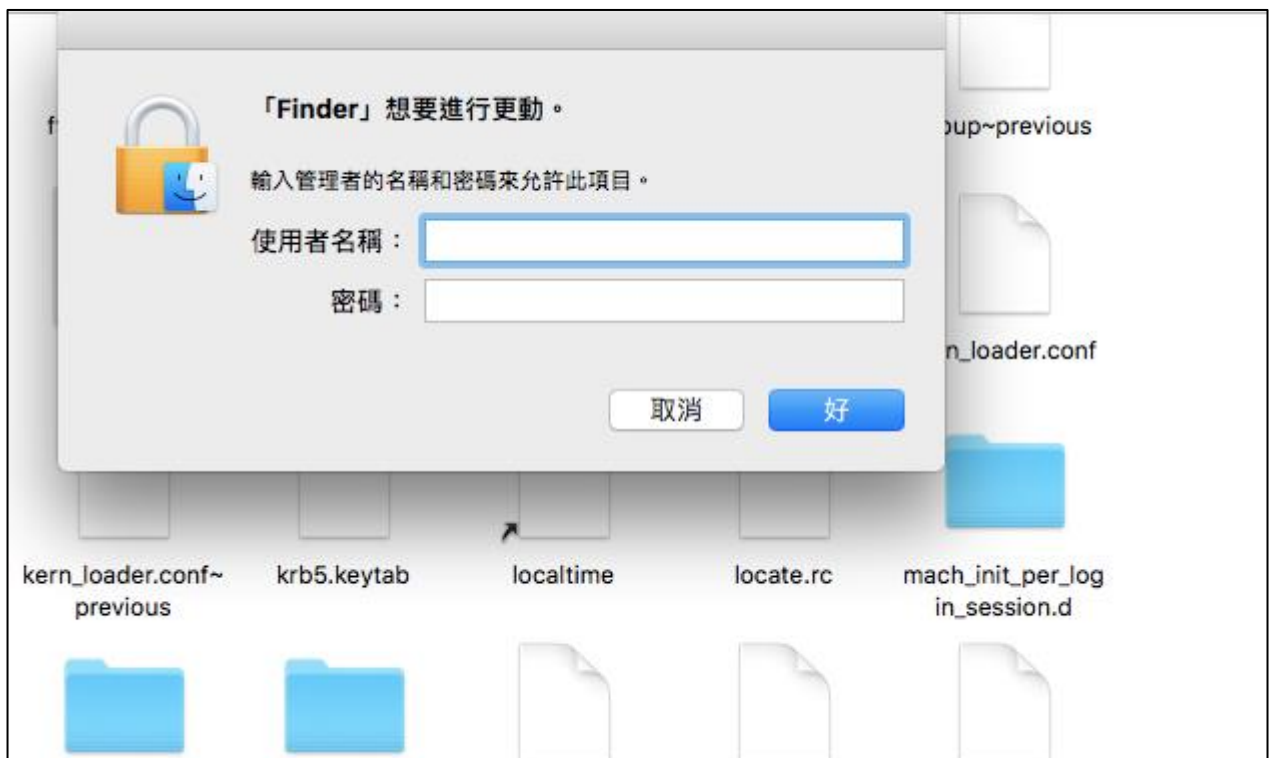 「Finder」想要進行更動。
輸入管理者的名稱和密碼來允許此項目。
使用者名稱：
密碼：
取消
好
oup~previous
n_loader.conf
kern_loader.conf~
previous
krb5.keytab
localtime
locate.rc
mach_init_per_log
in_session.d